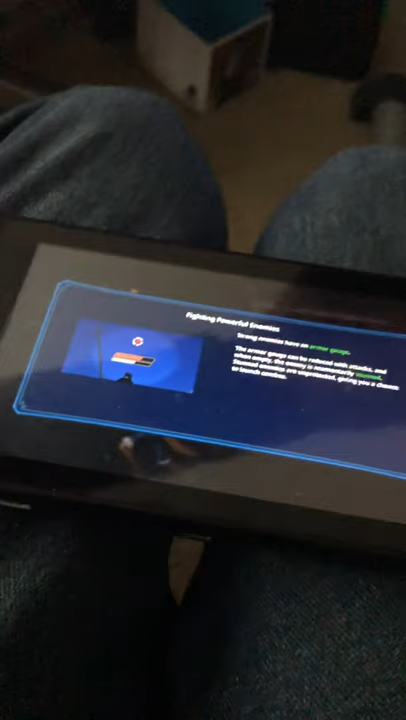 Fighting Powerful Enemies
Strong enemies have an armor gauge.
The armor gauge can be reduced with attacks, and
when empty, the enemy is momentarily stunned.
Stunned enemies are unprotected, giving you a chance
to launch combos.